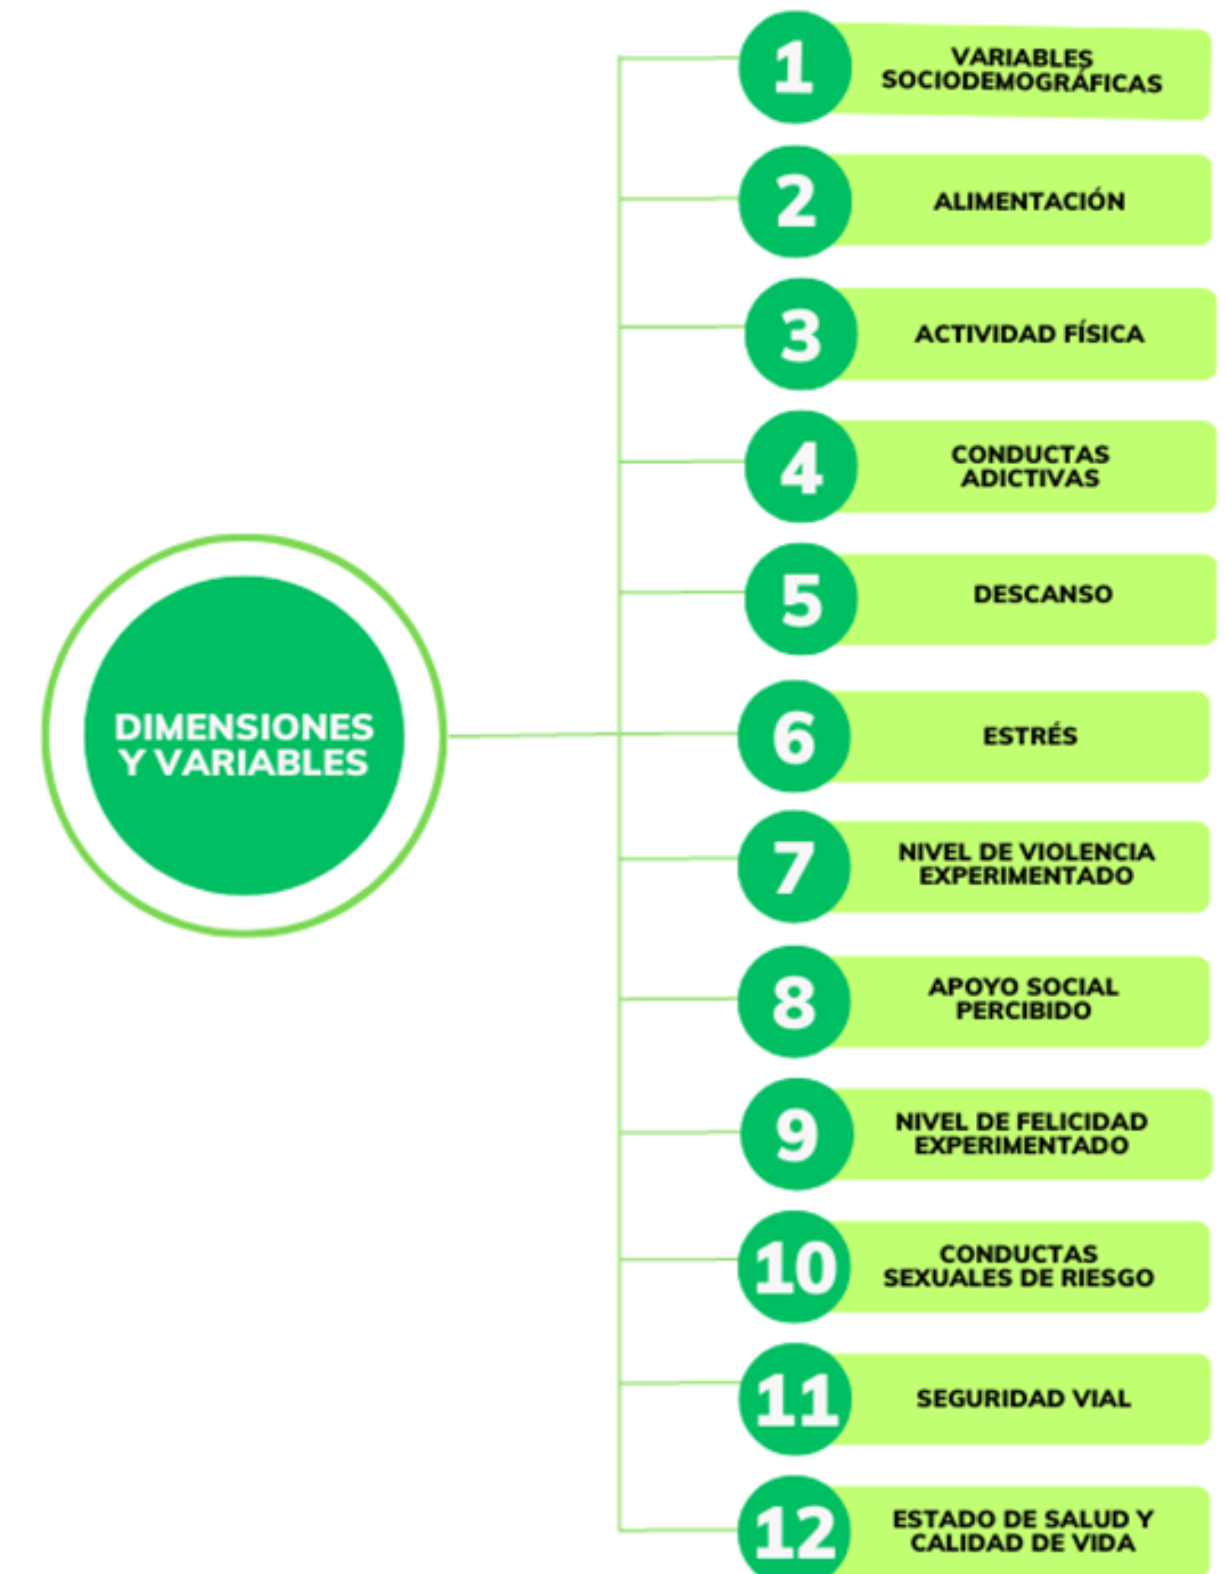 DIMENSIONES
Y VARIABLES
1
VARIABLES
SOCIODEMOGRÁFICAS
2
ALIMENTACIÓN
3
ACTIVIDAD FÍSICA
4
CONDUCTAS
ADICTIVAS
5
DESCANSO
6
ESTRÉS
7
NIVEL DE VIOLENCIA
EXPERIMENTADO
8
APOYO SOCIAL
PERCIBIDO
9
NIVEL DE FELICIDAD
EXPERIMENTADO
10
CONDUCTAS
SEXUALES DE RIESGO
11
SEGURIDAD VIAL
12
ESTADO DE SALUD Y
CALIDAD DE VIDA